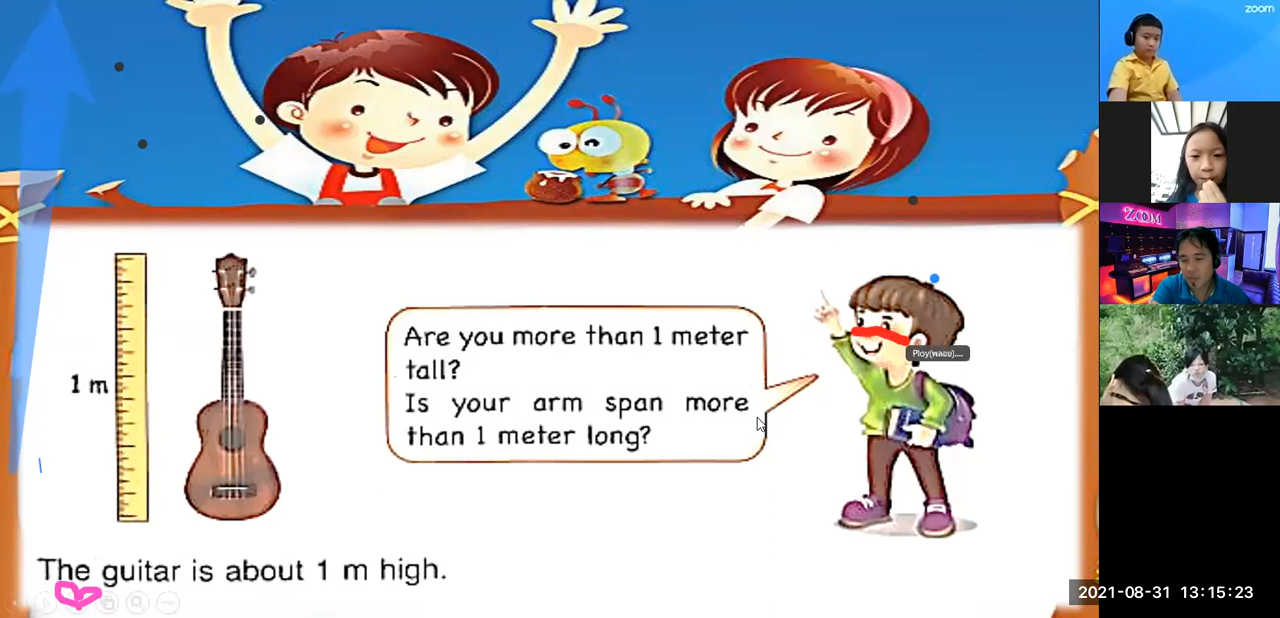 zoom
ZOOM
1 m
Are you more than 1 meter
tall?
Is your arm span more
than 1 meter long?
Ploy(พลอย)....
The guitar is about 1 m high.
2021-08-31 13:15:23